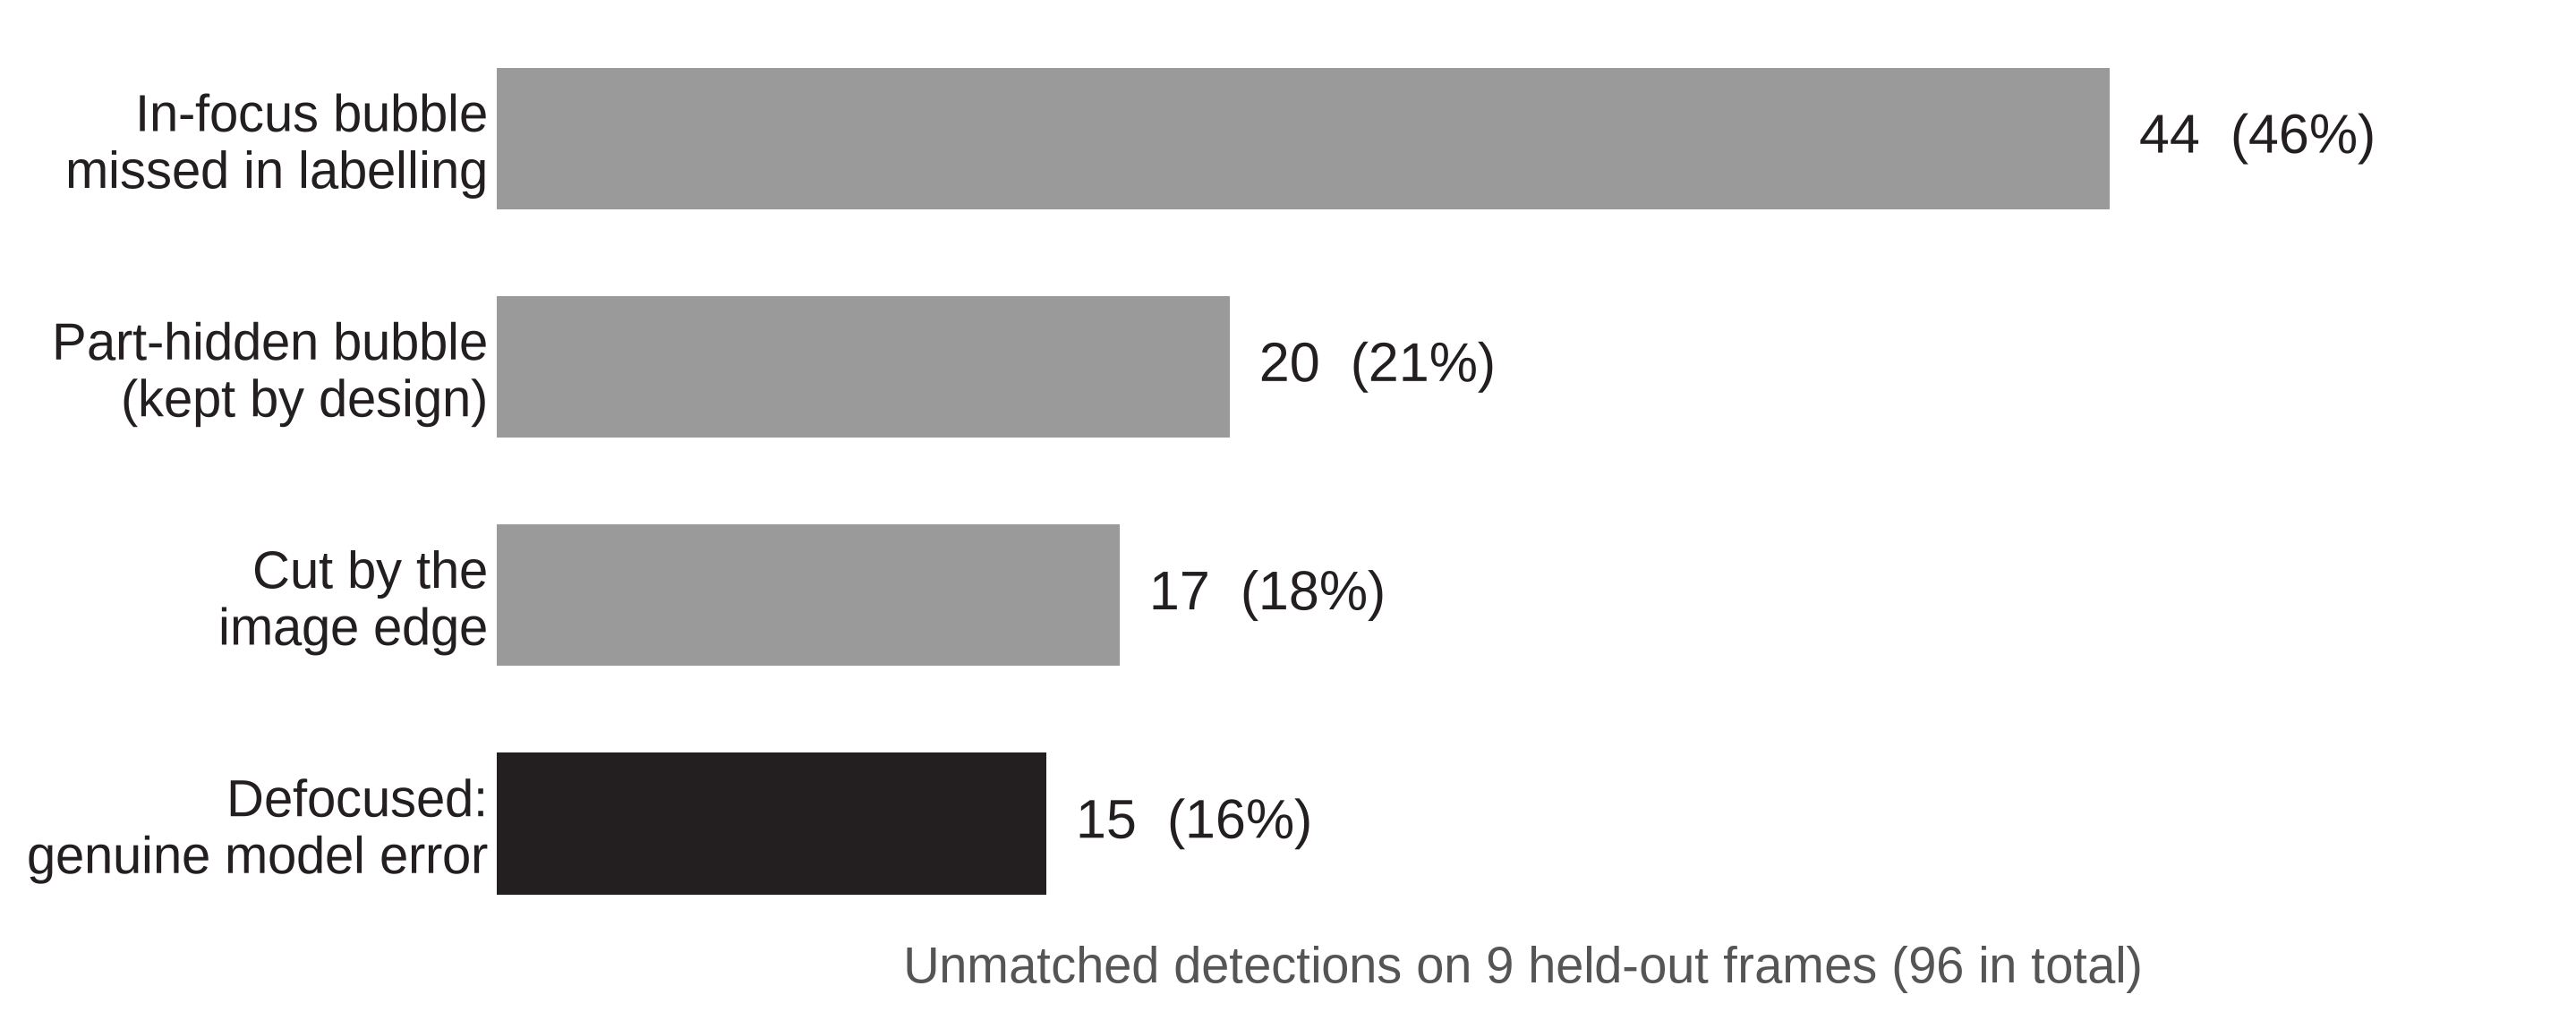 In-focus bubble
missed in labelling
44 (46%)
Part-hidden bubble
(kept by design)
20 (21%)
Cut by the
image edge
17 (18%)
Defocused:
genuine model error
15 (16%)
Unmatched detections on 9 held-out frames (96 in total)